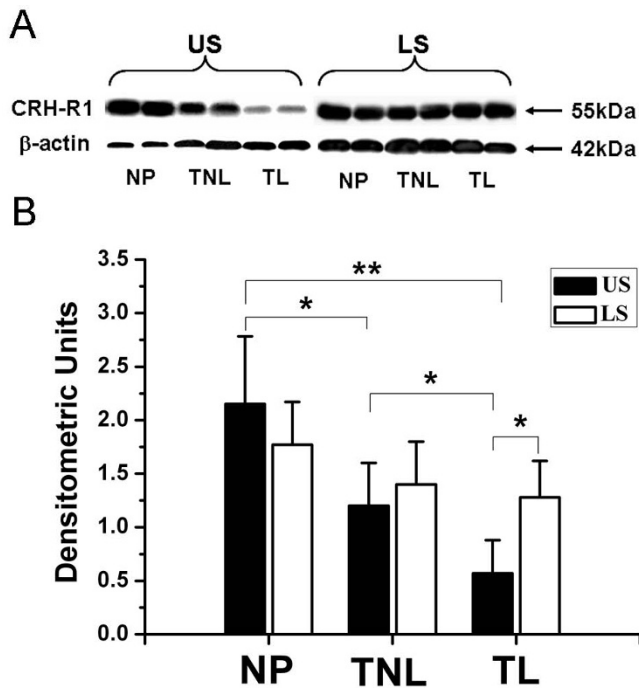 A
US LS
CRH-R1 55kDa
β-actin 42kDa
NP TNL TL NP TNL TL
B
3.5
3.0
2.5
2.0
1.5
1.0
0.5
0.0
Densitometric Units
**
*
*
*
US
LS
NP TNL TL